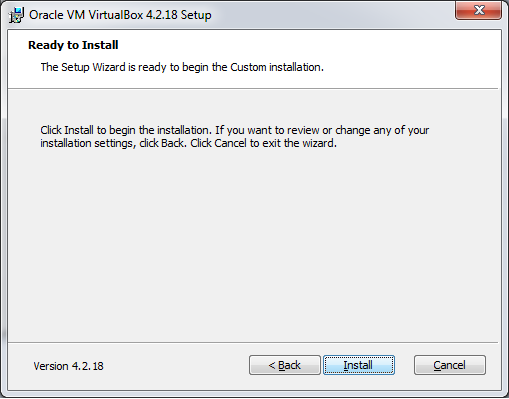 Oracle VM VirtualBox 4.2.18 Setup
Ready to Install
The Setup Wizard is ready to begin the Custom installation.
Click Install to begin the installation. If you want to review or change any of your
installation settings, click Back. Click Cancel to exit the wizard.
Version 4.2.18
< Back
Install
Cancel